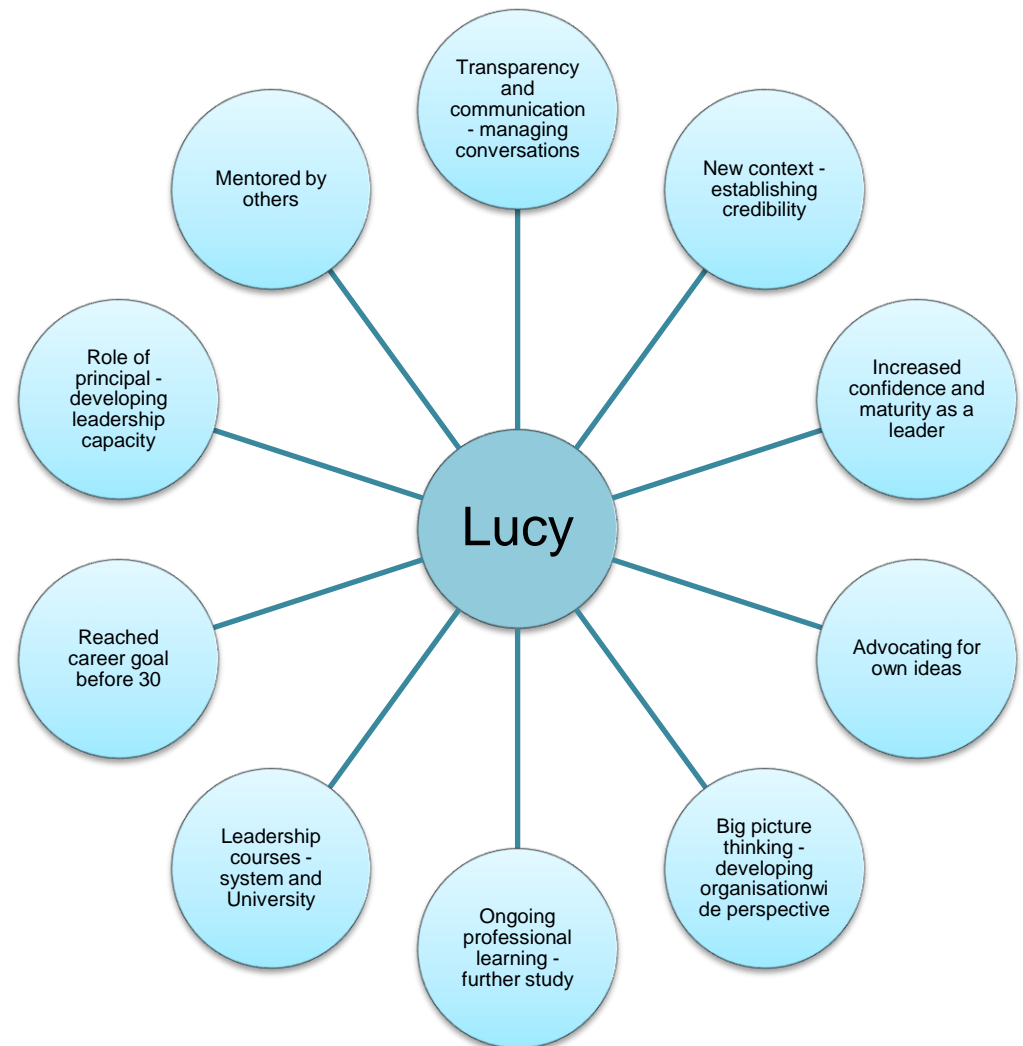 Transparency
and
communication
- managing
conversations
New context -
establishing
credibility
Increased
confidence and
maturity as a
leader
Advocating for
own ideas
Big picture
thinking -
developing
organisationwi
de perspective
Ongoing
professional
learning -
further study
Leadership
courses -
system and
University
Reached
career goal
before 30
Role of
principal -
developing
leadership
capacity
Mentored by
others
Lucy